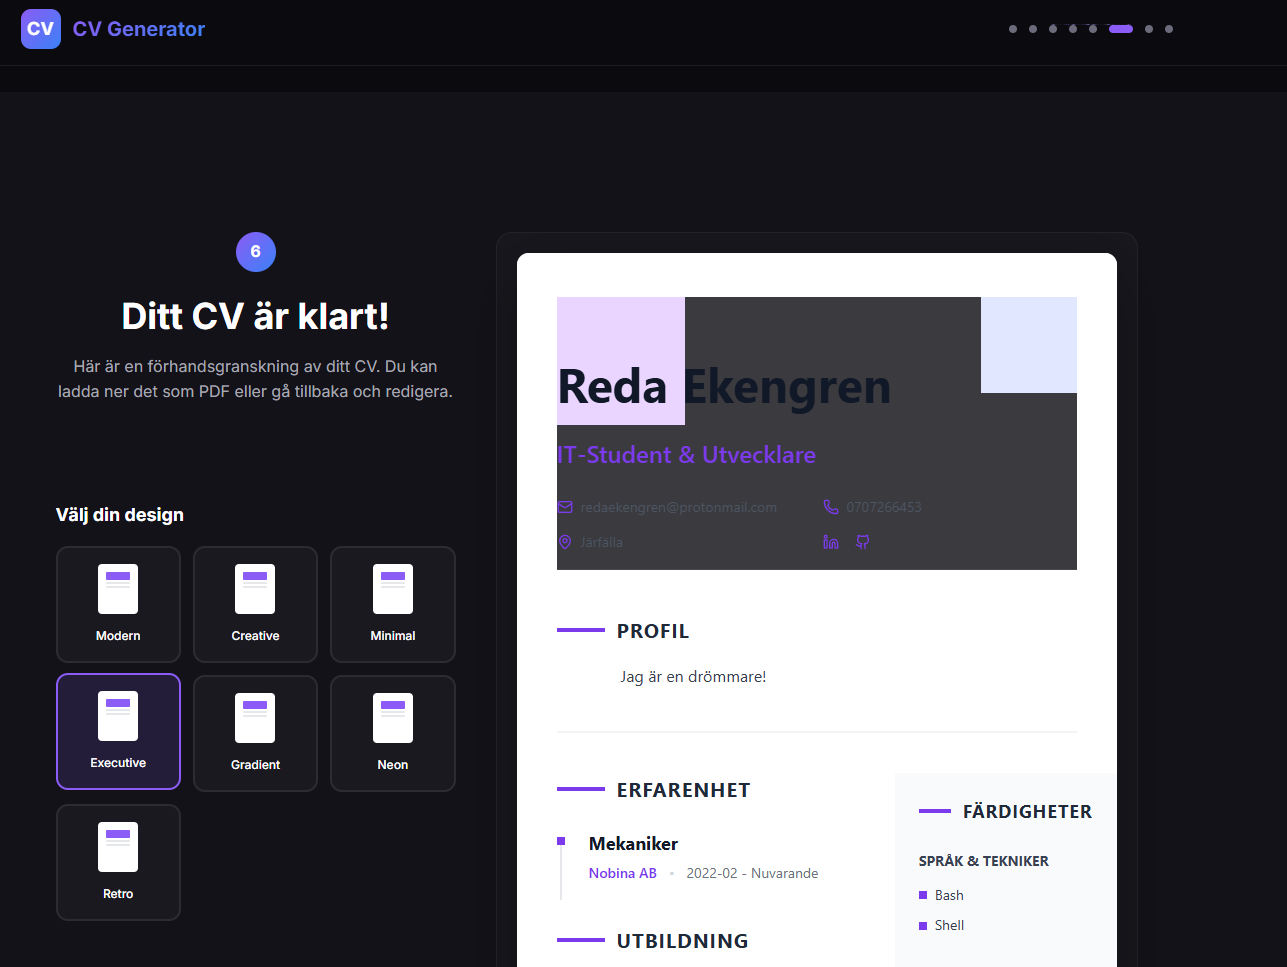 CV CV Generator
6
Ditt CV är klart!
Här är en förhandsgranskning av ditt CV. Du kan
ladda ner det som PDF eller gå tillbaka och redigera.
Välj din design
Modern
Creative
Minimal
Executive
Gradient
Neon
Retro
Reda Ekengren
IT-Student & Utvecklare
redaekengren@protonmail.com
0707266453
Järfälla
in
PROFIL
Jag är en drömmare!
ERFARENHET
Mekaniker
Nobina AB • 2022-02 - Nuvarande
UTBILDNING
FÄRDIGHETER
SPRÅK & TEKNIKER
Bash
Shell